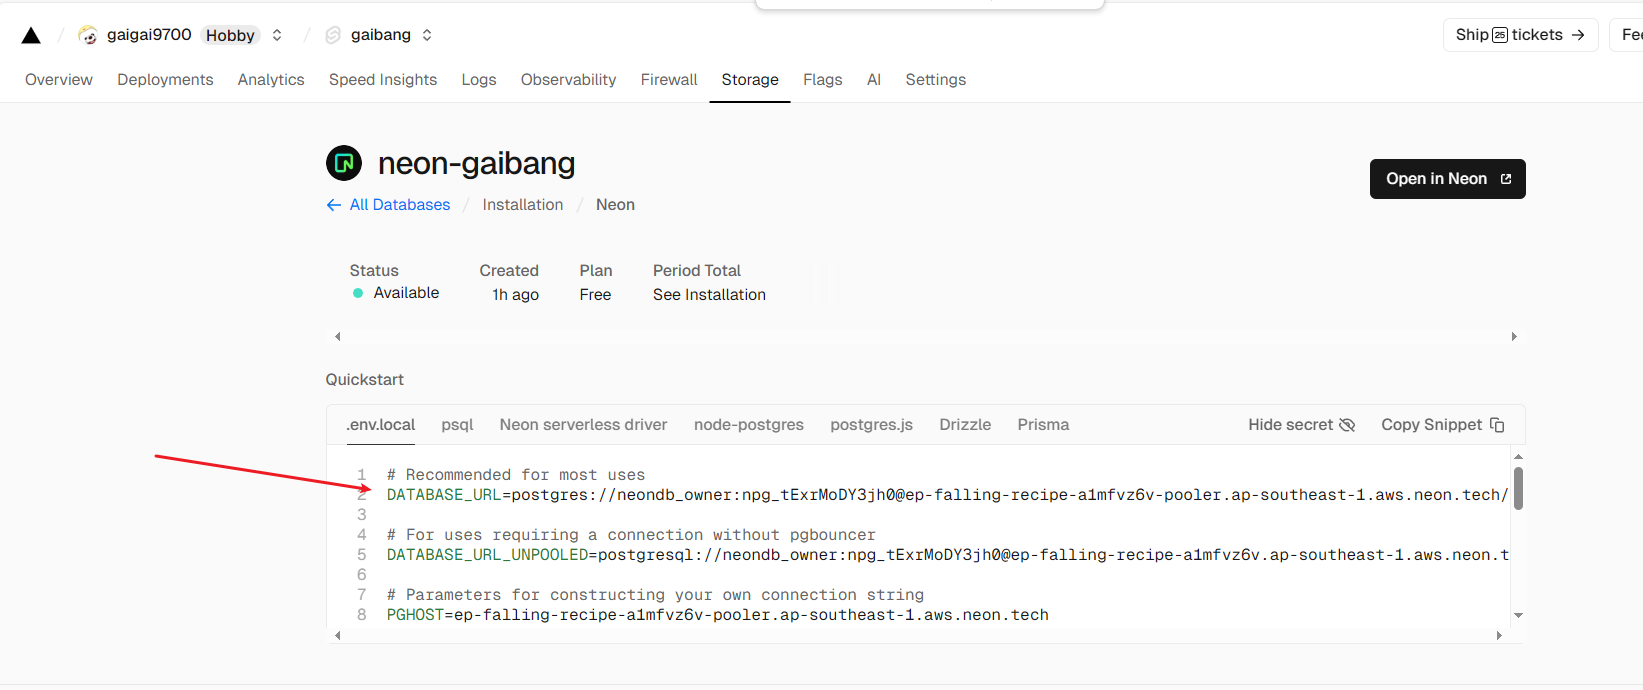 gaigai9700 Hobby gaibang Ship 25 tickets → Fee
Overview Deployments Analytics Speed Insights Logs Observability Firewall Storage Flags AI Settings
neon-gaibang
Open in Neon
← All Databases / Installation / Neon
Status Created Plan Period Total
Available 1h ago Free See Installation
Quickstart
.env.local psql Neon serverless driver node-postgres postgres.js Drizzle Prisma Hide secret Copy Snippet
1 # Recommended for most uses
2 DATABASE_URL=postgres://neondb_owner:npg_tExrMoDY3jh0@ep-falling-recipe-a1mfvz6v-pooler.ap-southeast-1.aws.neon.tech/
3
4 # For uses requiring a connection without pgbouncer
5 DATABASE_URL_UNPOOLED=postgresql://neondb_owner:npg_tExrMoDY3jh0@ep-falling-recipe-a1mfvz6v.ap-southeast-1.aws.neon.t
6
7 # Parameters for constructing your own connection string
8 PGHOST=ep-falling-recipe-a1mfvz6v-pooler.ap-southeast-1.aws.neon.tech